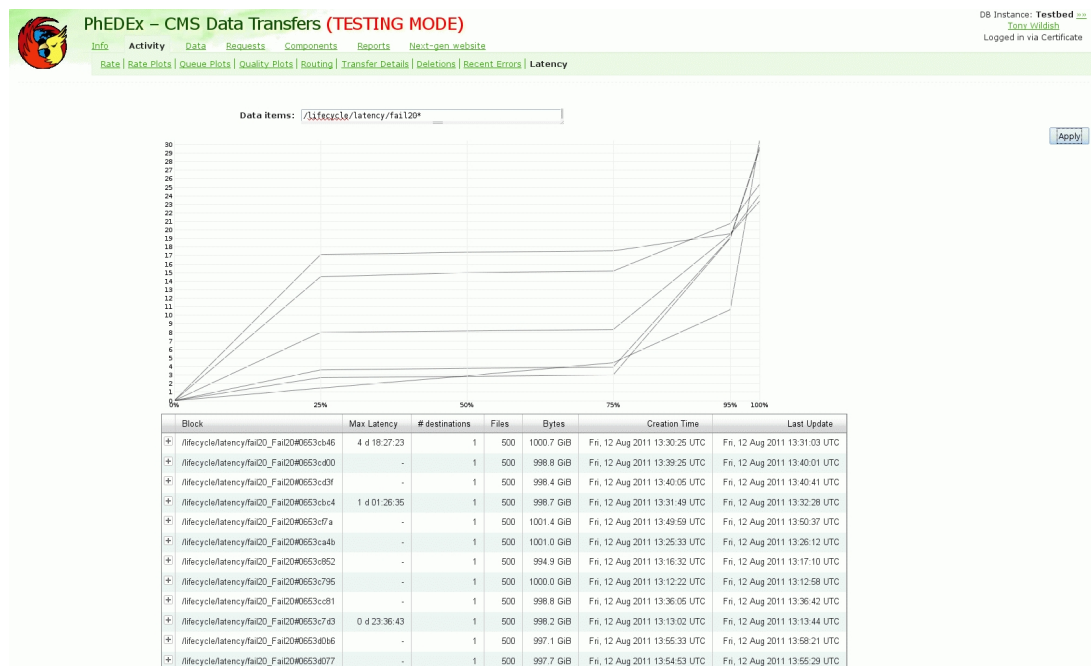 PhEDEx – CMS Data Transfers (TESTING MODE)
DB Instance: Testbed »»
Tony Wildish
Logged in via Certificate
Info Activity Data Requests Components Reports Next-gen website
Rate | Rate Plots | Queue Plots | Quality Plots | Routing | Transfer Details | Deletions | Recent Errors | Latency
Data items: /lifecycle/latency/fail20*
Apply
30
29
28
27
26
25
24
23
22
21
20
19
18
17
16
15
14
13
12
11
10
9
8
7
6
5
4
3
2
1
0
0% 25% 50% 75% 95% 100%
Block Max Latency # destinations Files Bytes Creation Time Last Update
+ /lifecycle/latency/fail20_Fail20#0653cb46 4 d 18:27:23 1 500 1000.7 GiB Fri, 12 Aug 2011 13:30:25 UTC Fri, 12 Aug 2011 13:31:03 UTC
+ /lifecycle/latency/fail20_Fail20#0653cd00 - 1 500 998.8 GiB Fri, 12 Aug 2011 13:39:25 UTC Fri, 12 Aug 2011 13:40:01 UTC
+ /lifecycle/latency/fail20_Fail20#0653cd3f - 1 500 998.4 GiB Fri, 12 Aug 2011 13:40:05 UTC Fri, 12 Aug 2011 13:40:41 UTC
+ /lifecycle/latency/fail20_Fail20#0653cbc4 1 d 01:26:35 1 500 998.7 GiB Fri, 12 Aug 2011 13:31:49 UTC Fri, 12 Aug 2011 13:32:28 UTC
+ /lifecycle/latency/fail20_Fail20#0653cf7a - 1 500 1001.4 GiB Fri, 12 Aug 2011 13:49:59 UTC Fri, 12 Aug 2011 13:50:37 UTC
+ /lifecycle/latency/fail20_Fail20#0653ca4b - 1 500 1001.0 GiB Fri, 12 Aug 2011 13:25:33 UTC Fri, 12 Aug 2011 13:26:12 UTC
+ /lifecycle/latency/fail20_Fail20#0653c852 - 1 500 994.9 GiB Fri, 12 Aug 2011 13:16:32 UTC Fri, 12 Aug 2011 13:17:10 UTC
+ /lifecycle/latency/fail20_Fail20#0653c795 - 1 500 1000.0 GiB Fri, 12 Aug 2011 13:12:22 UTC Fri, 12 Aug 2011 13:12:58 UTC
+ /lifecycle/latency/fail20_Fail20#0653cc81 - 1 500 998.8 GiB Fri, 12 Aug 2011 13:36:05 UTC Fri, 12 Aug 2011 13:36:42 UTC
+ /lifecycle/latency/fail20_Fail20#0653c7d3 0 d 23:36:43 1 500 998.2 GiB Fri, 12 Aug 2011 13:13:02 UTC Fri, 12 Aug 2011 13:13:44 UTC
+ /lifecycle/latency/fail20_Fail20#0653d0b6 - 1 500 997.1 GiB Fri, 12 Aug 2011 13:55:33 UTC Fri, 12 Aug 2011 13:58:21 UTC
+ /lifecycle/latency/fail20_Fail20#0653d077 - 1 500 997.7 GiB Fri, 12 Aug 2011 13:54:53 UTC Fri, 12 Aug 2011 13:55:29 UTC